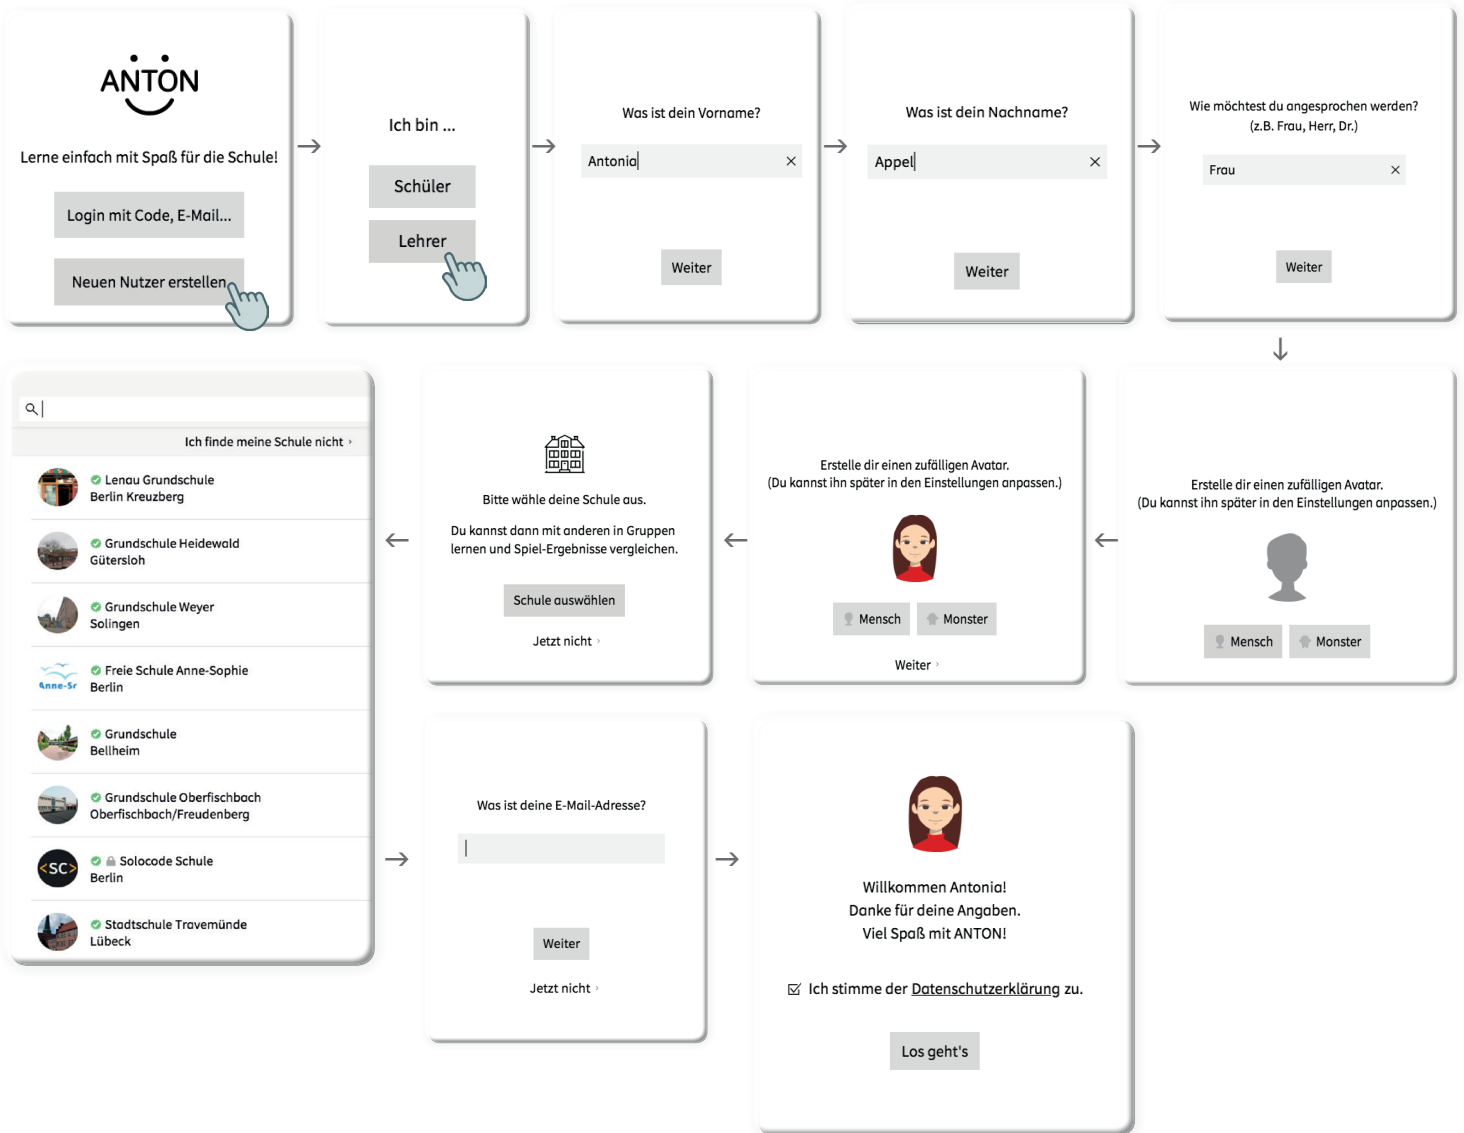 ANTON
Lerne einfach mit Spaß für die Schule!
Login mit Code, E-Mail...
Neuen Nutzer erstellen
Ich bin ...
Schüler
Lehrer
Was ist dein Vorname?
Antonia
Weiter
Was ist dein Nachname?
Appel
Weiter
Wie möchtest du angesprochen werden?
(z.B. Frau, Herr, Dr.)
Frau
Weiter
Erstelle dir einen zufälligen Avatar.
(Du kannst ihn später in den Einstellungen anpassen.)
Mensch
Monster
Erstelle dir einen zufälligen Avatar.
(Du kannst ihn später in den Einstellungen anpassen.)
Mensch
Monster
Weiter ›
Bitte wähle deine Schule aus.
Du kannst dann mit anderen in Gruppen
lernen und Spiel-Ergebnisse vergleichen.
Schule auswählen
Jetzt nicht ›
Ich finde meine Schule nicht ›
Lenau Grundschule
Berlin Kreuzberg
Grundschule Heidewald
Gütersloh
Grundschule Weyer
Solingen
Anne-S
Freie Schule Anne-Sophie
Berlin
Grundschule
Bellheim
Grundschule Oberfischbach
Oberfischbach/Freudenberg
<SC>
Solocode Schule
Berlin
Stadtschule Travemünde
Lübeck
Was ist deine E-Mail-Adresse?
Weiter
Jetzt nicht ›
Willkommen Antonia!
Danke für deine Angaben.
Viel Spaß mit ANTON!
Ich stimme der Datenschutzerklärung zu.
Los geht's